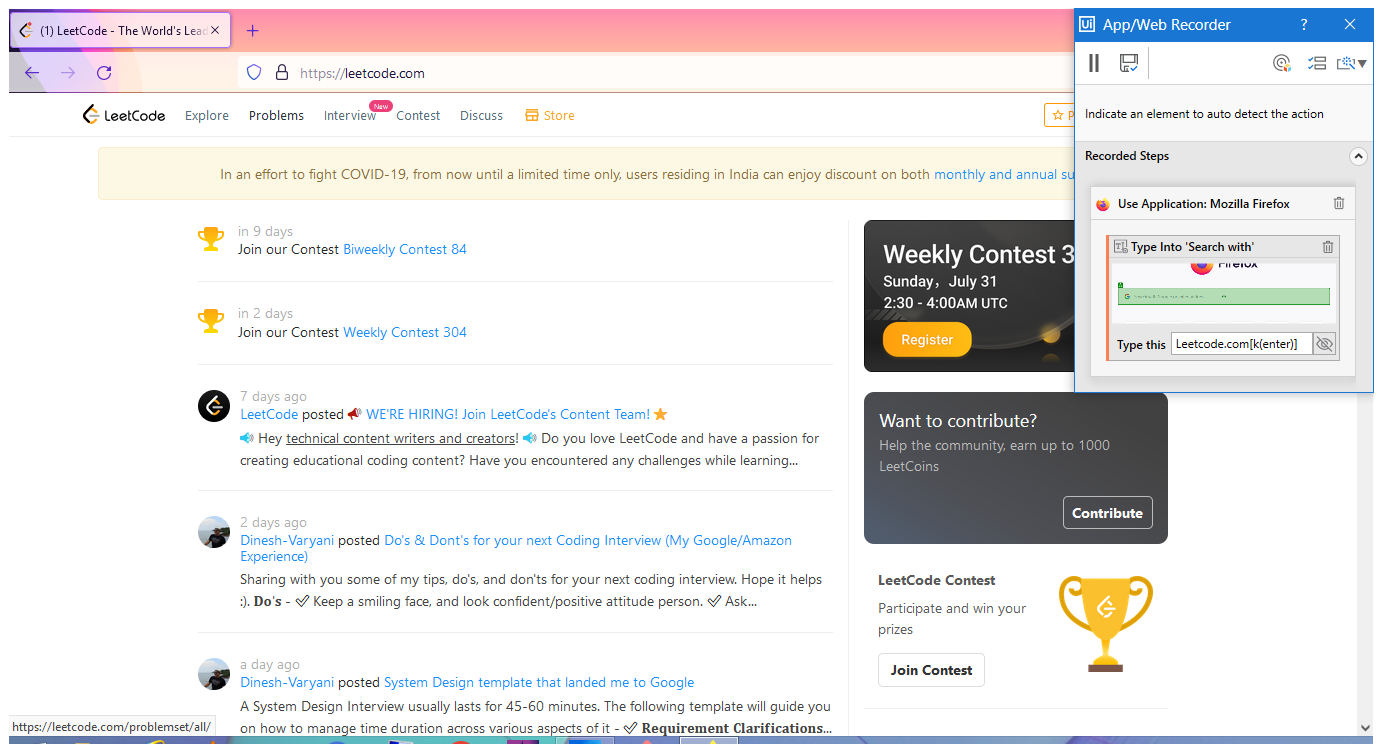 (1) LeetCode - The World's Lead
https://leetcode.com
LeetCode Explore Problems Interview New Contest Discuss Store
In an effort to fight COVID-19, from now until a limited time only, users residing in India can enjoy discount on both monthly and annual su
in 9 days
Join our Contest Biweekly Contest 84
in 2 days
Join our Contest Weekly Contest 304
7 days ago
LeetCode posted 📣 WE'RE HIRING! Join LeetCode's Content Team! ⭐
🔊 Hey technical content writers and creators! 🔊 Do you love LeetCode and have a passion for
creating educational coding content? Have you encountered any challenges while learning...
2 days ago
Dinesh-Varyani posted Do's & Dont's for your next Coding Interview (My Google/Amazon
Experience)
Sharing with you some of my tips, do's, and don'ts for your next coding interview. Hope it helps
:). Do's - ✅ Keep a smiling face, and look confident/positive attitude person. ✅ Ask...
a day ago
Dinesh-Varyani posted System Design template that landed me to Google
A System Design Interview usually lasts for 45-60 minutes. The following template will guide you
on how to manage time duration across various aspects of it - ✅ Requirement Clarifications...
https://leetcode.com/problemset/all/
Weekly Contest 3
Sunday, July 31
2:30 - 4:00AM UTC
Register
Want to contribute?
Help the community, earn up to 1000
LeetCoins
Contribute
LeetCode Contest
Participate and win your
prizes
Join Contest
Ui App/Web Recorder ?
Indicate an element to auto detect the action
Recorded Steps
Use Application: Mozilla Firefox
Type Into 'Search with'
Firefox
Type this Leetcode.com[k(enter)]